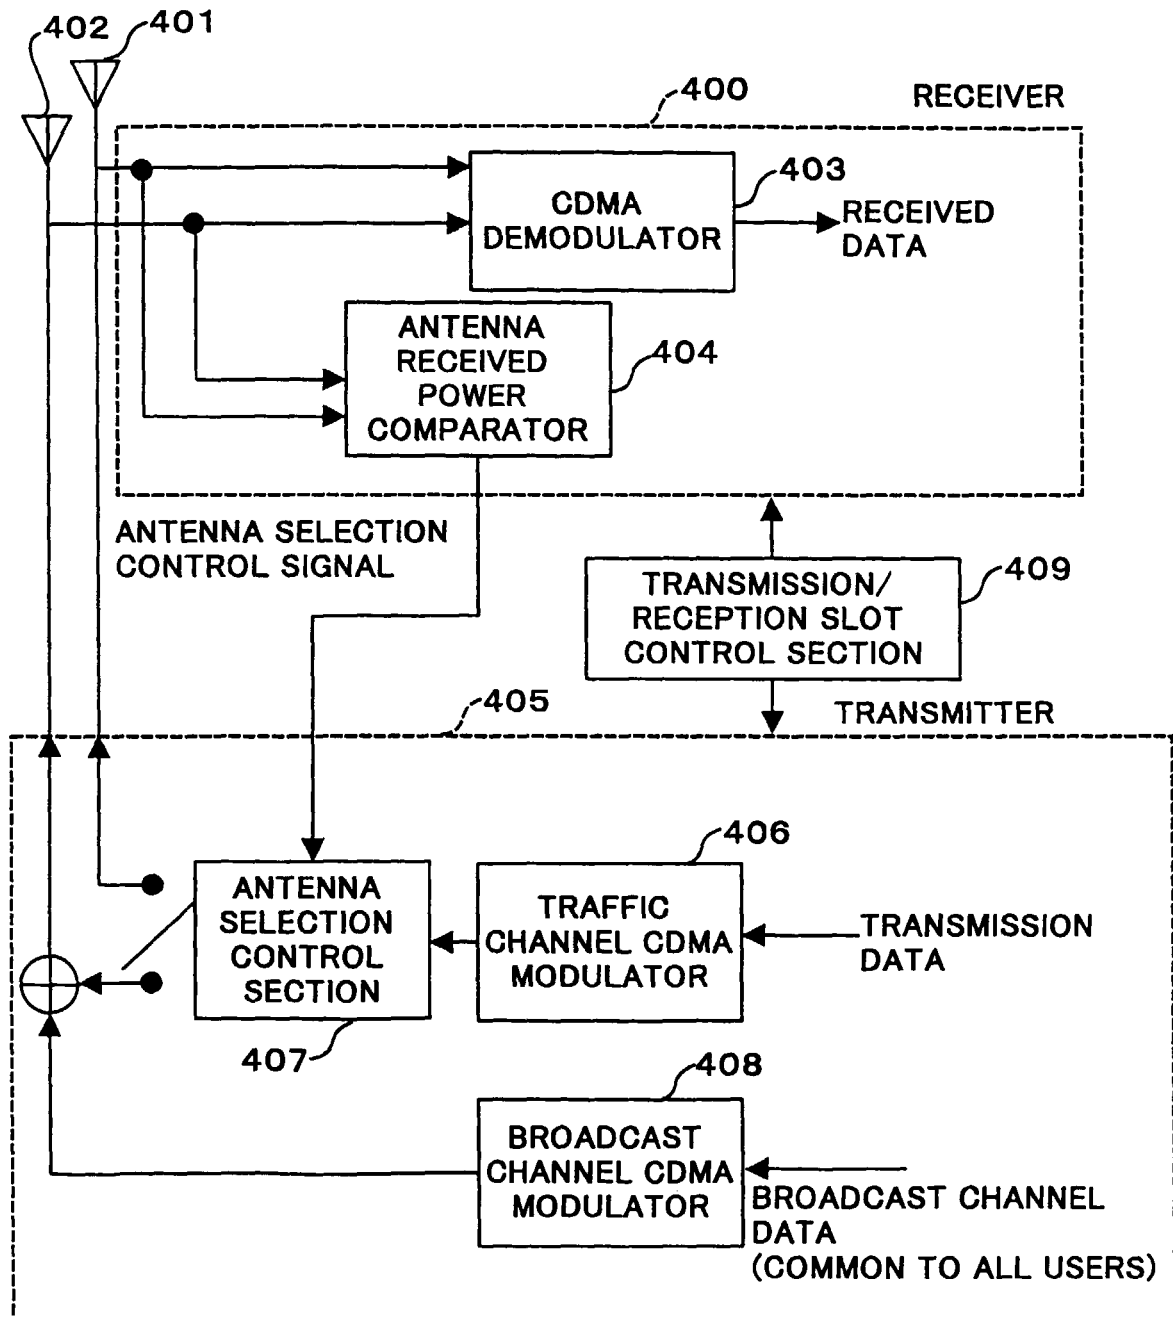 402
401
400
RECEIVER
403
CDMA
DEMODULATOR
RECEIVED
DATA
ANTENNA
RECEIVED
POWER
COMPARATOR
404
ANTENNA SELECTION
CONTROL SIGNAL
TRANSMISSION/
RECEPTION SLOT
CONTROL SECTION
409
405
TRANSMITTER
406
ANTENNA
SELECTION
CONTROL
SECTION
TRAFFIC
CHANNEL CDMA
MODULATOR
TRANSMISSION
DATA
407
408
BROADCAST
CHANNEL CDMA
MODULATOR
BROADCAST CHANNEL
DATA
(COMMON TO ALL USERS)